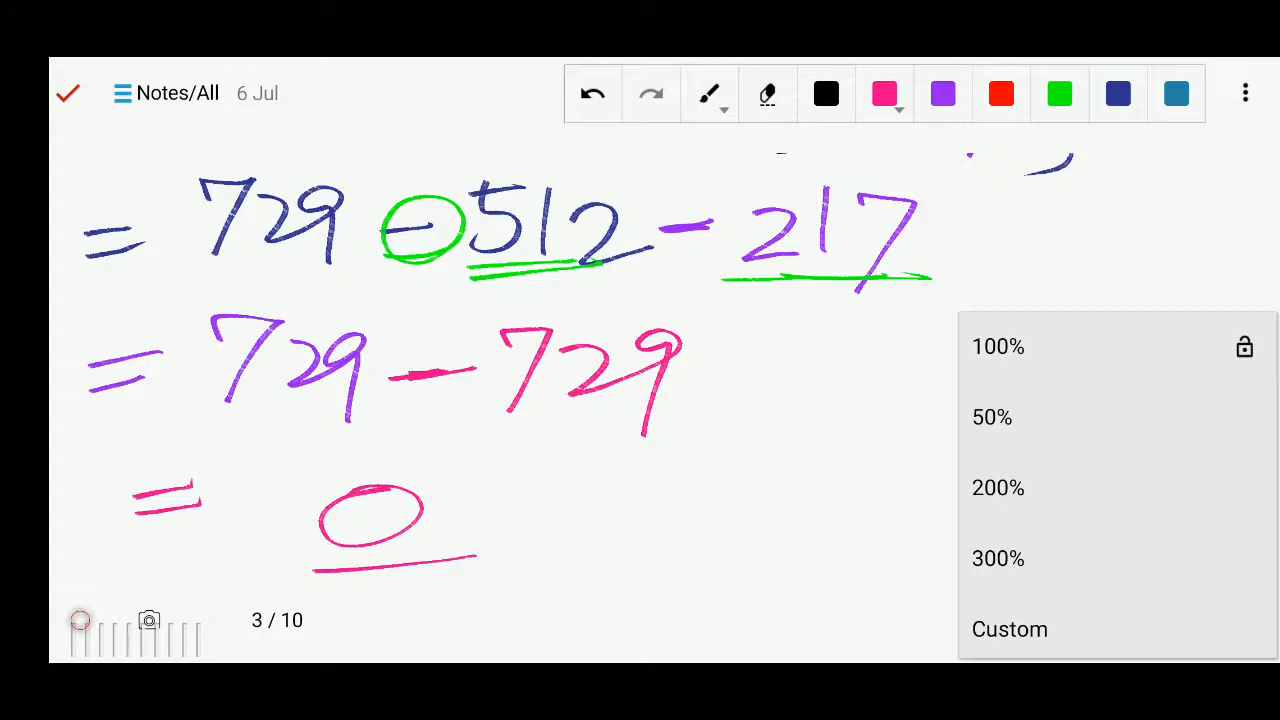 Notes/All 6 Jul
= 729 - 512 - 217
= 729 - 729
= 0
100%
50%
200%
300%
Custom
3 / 10